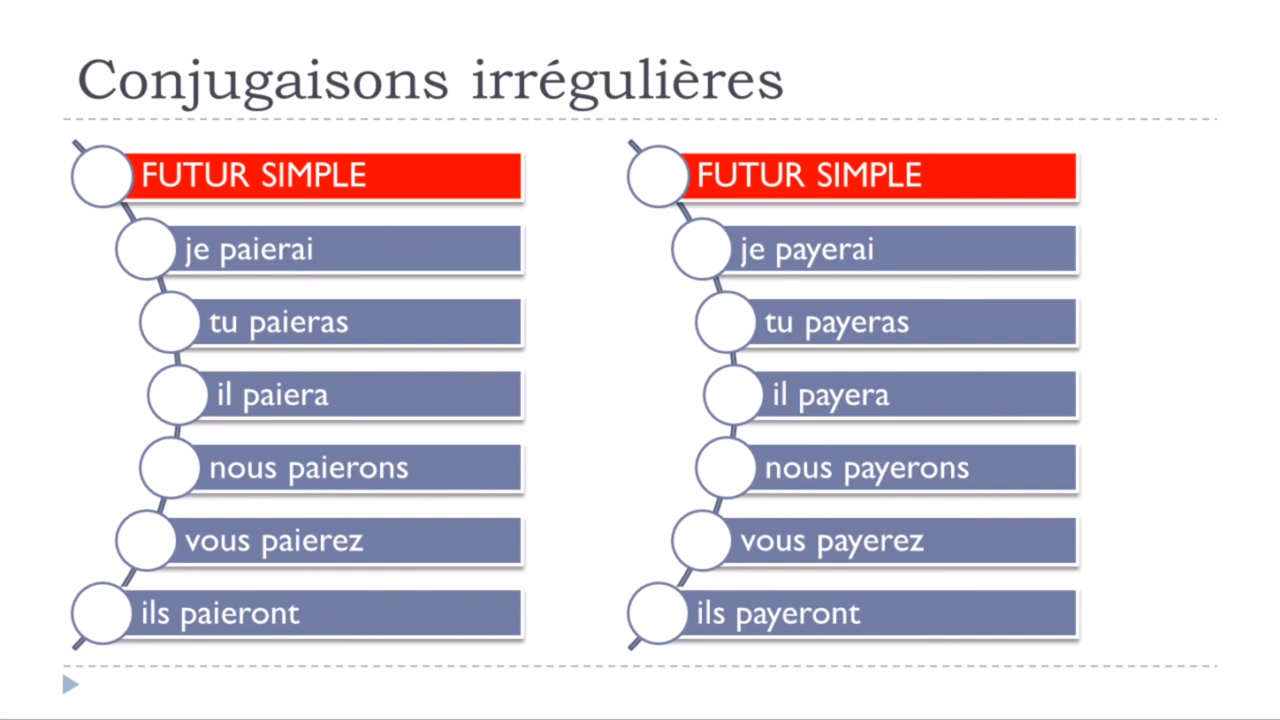 Conjugaisons irrégulières
FUTUR SIMPLE
je paierai
tu paieras
il paiera
nous paierons
vous paierez
ils paieront
FUTUR SIMPLE
je payerai
tu payeras
il payera
nous payerons
vous payerez
ils payeront